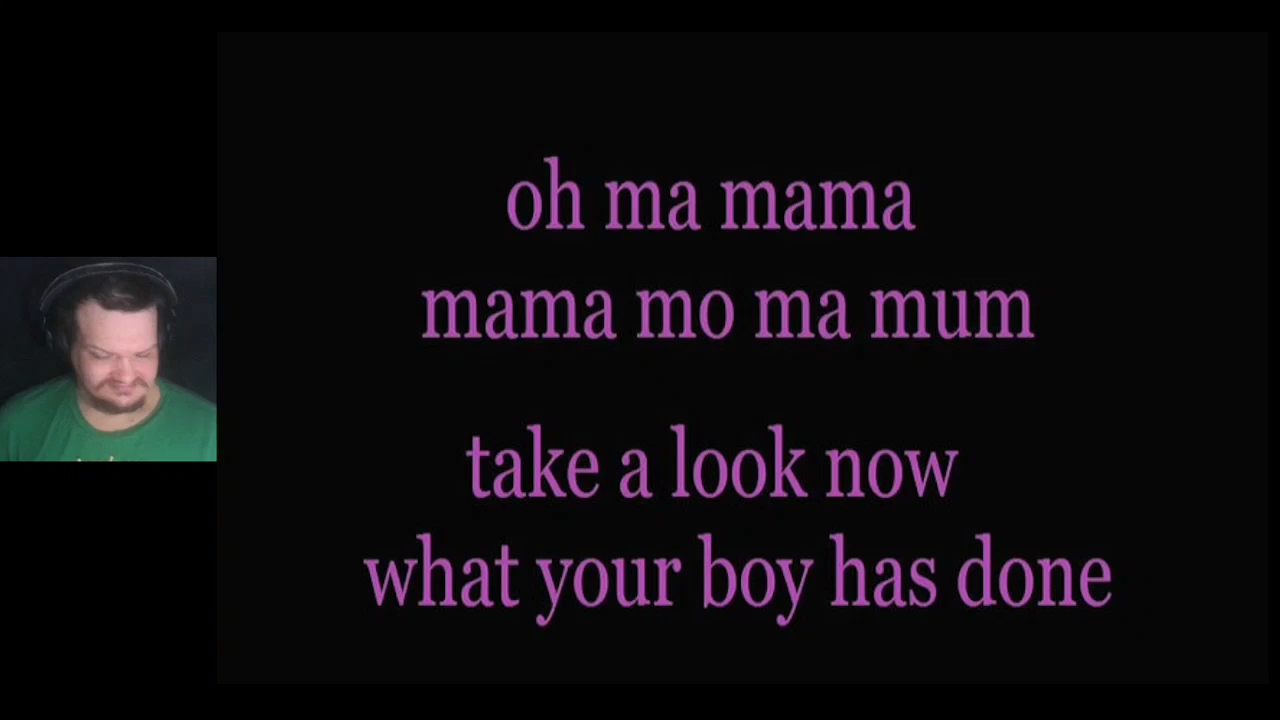 oh ma mama
mama mo ma mum
take a look now
what your boy has done